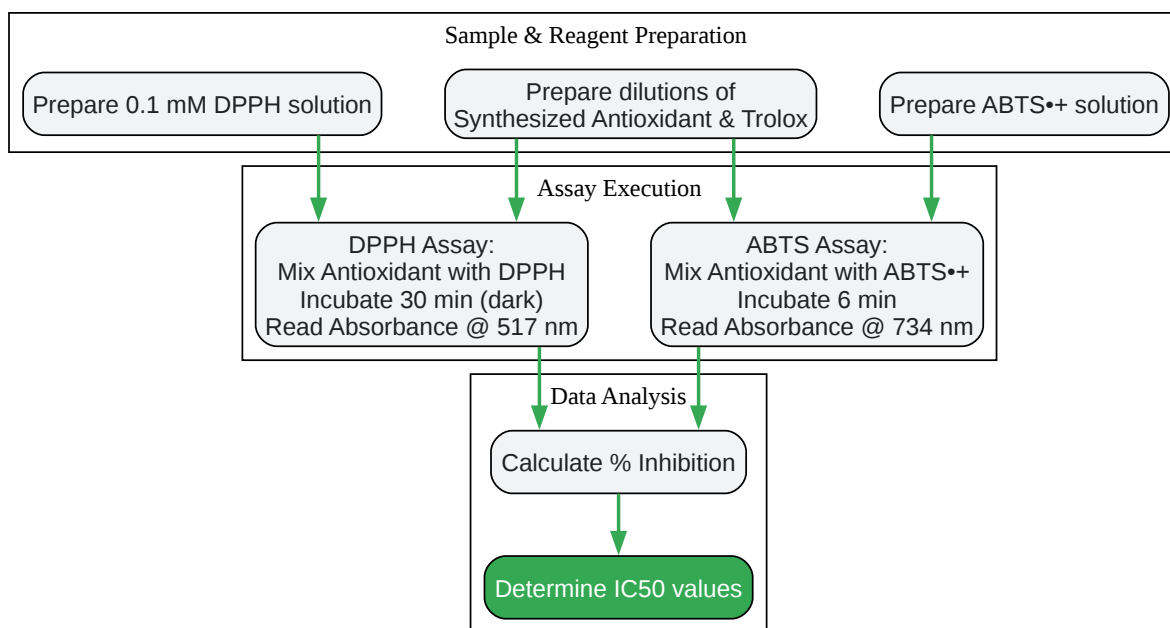 Sample & Reagent Preparation
Prepare 0.1 mM DPPH solution
Prepare dilutions of
Synthesized Antioxidant & Trolox
Prepare ABTS•+ solution
Assay Execution
DPPH Assay:
Mix Antioxidant with DPPH
Incubate 30 min (dark)
Read Absorbance @ 517 nm
ABTS Assay:
Mix Antioxidant with ABTS•+
Incubate 6 min
Read Absorbance @ 734 nm
Data Analysis
Calculate % Inhibition
Determine IC50 values